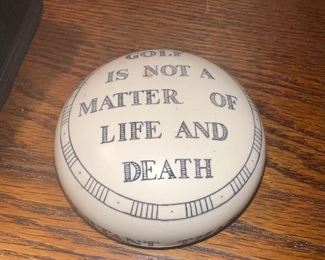 GOLF
IS NOT A
MATTER OF
LIFE AND
DEATH